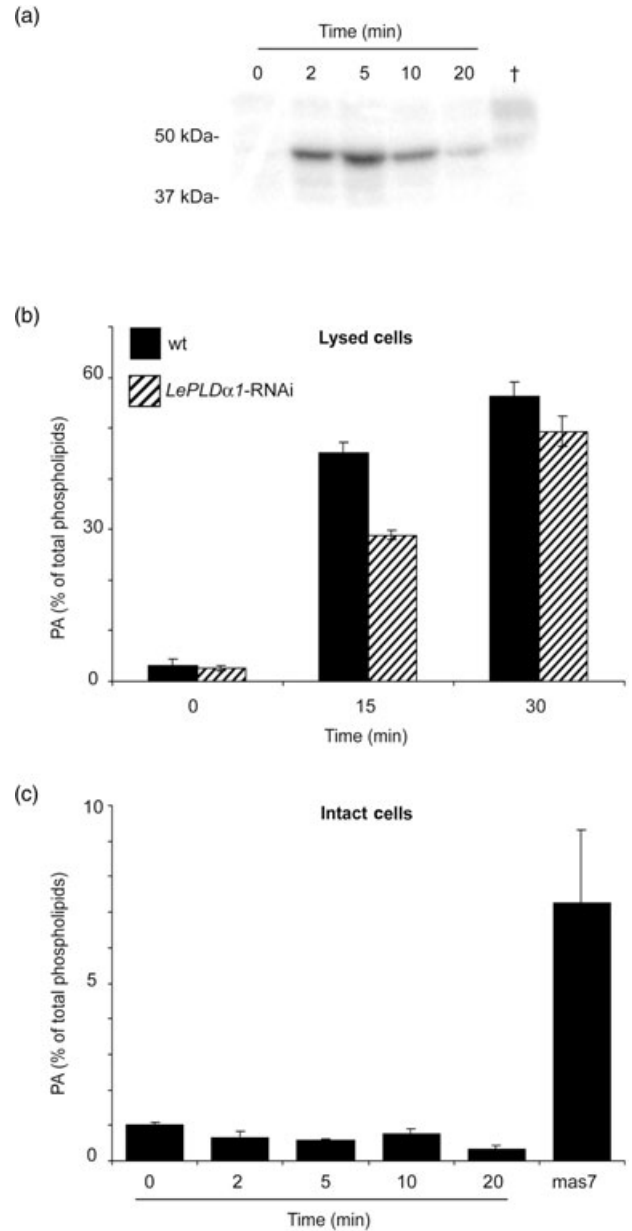 (a)
Time (min)
0 2 5 10 20 †
50 kDa-
37 kDa-
(b)
Lysed cells
wt
LePLDα1-RNAi
PA (% of total phospholipids)
60
30
0
0 15 30
Time (min)
(c)
Intact cells
PA (% of total phospholipids)
10
5
0
0 2 5 10 20 mas7
Time (min)